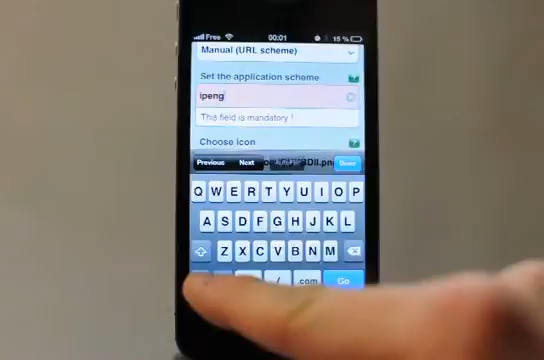 Free 00:01 15 %
Manual (URL scheme)
Set the application scheme
ipeng
This field is mandatory !
Choose icon
Previous Next Done
Q W E R T Y U I O P
A S D F G H J K L
Z X C V B N M
/ .com Go